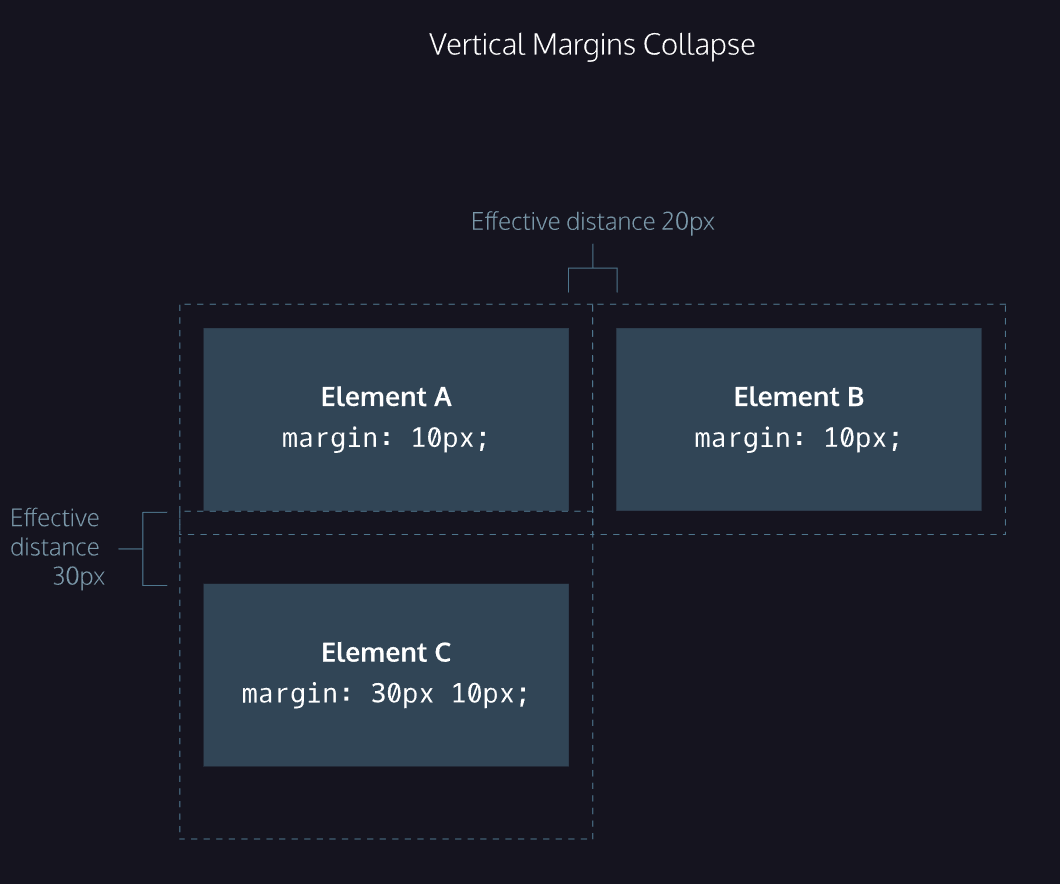 Vertical Margins Collapse
Effective distance 20px
Element A
margin: 10px;
Element B
margin: 10px;
Effective
distance
30px
Element C
margin: 30px 10px;